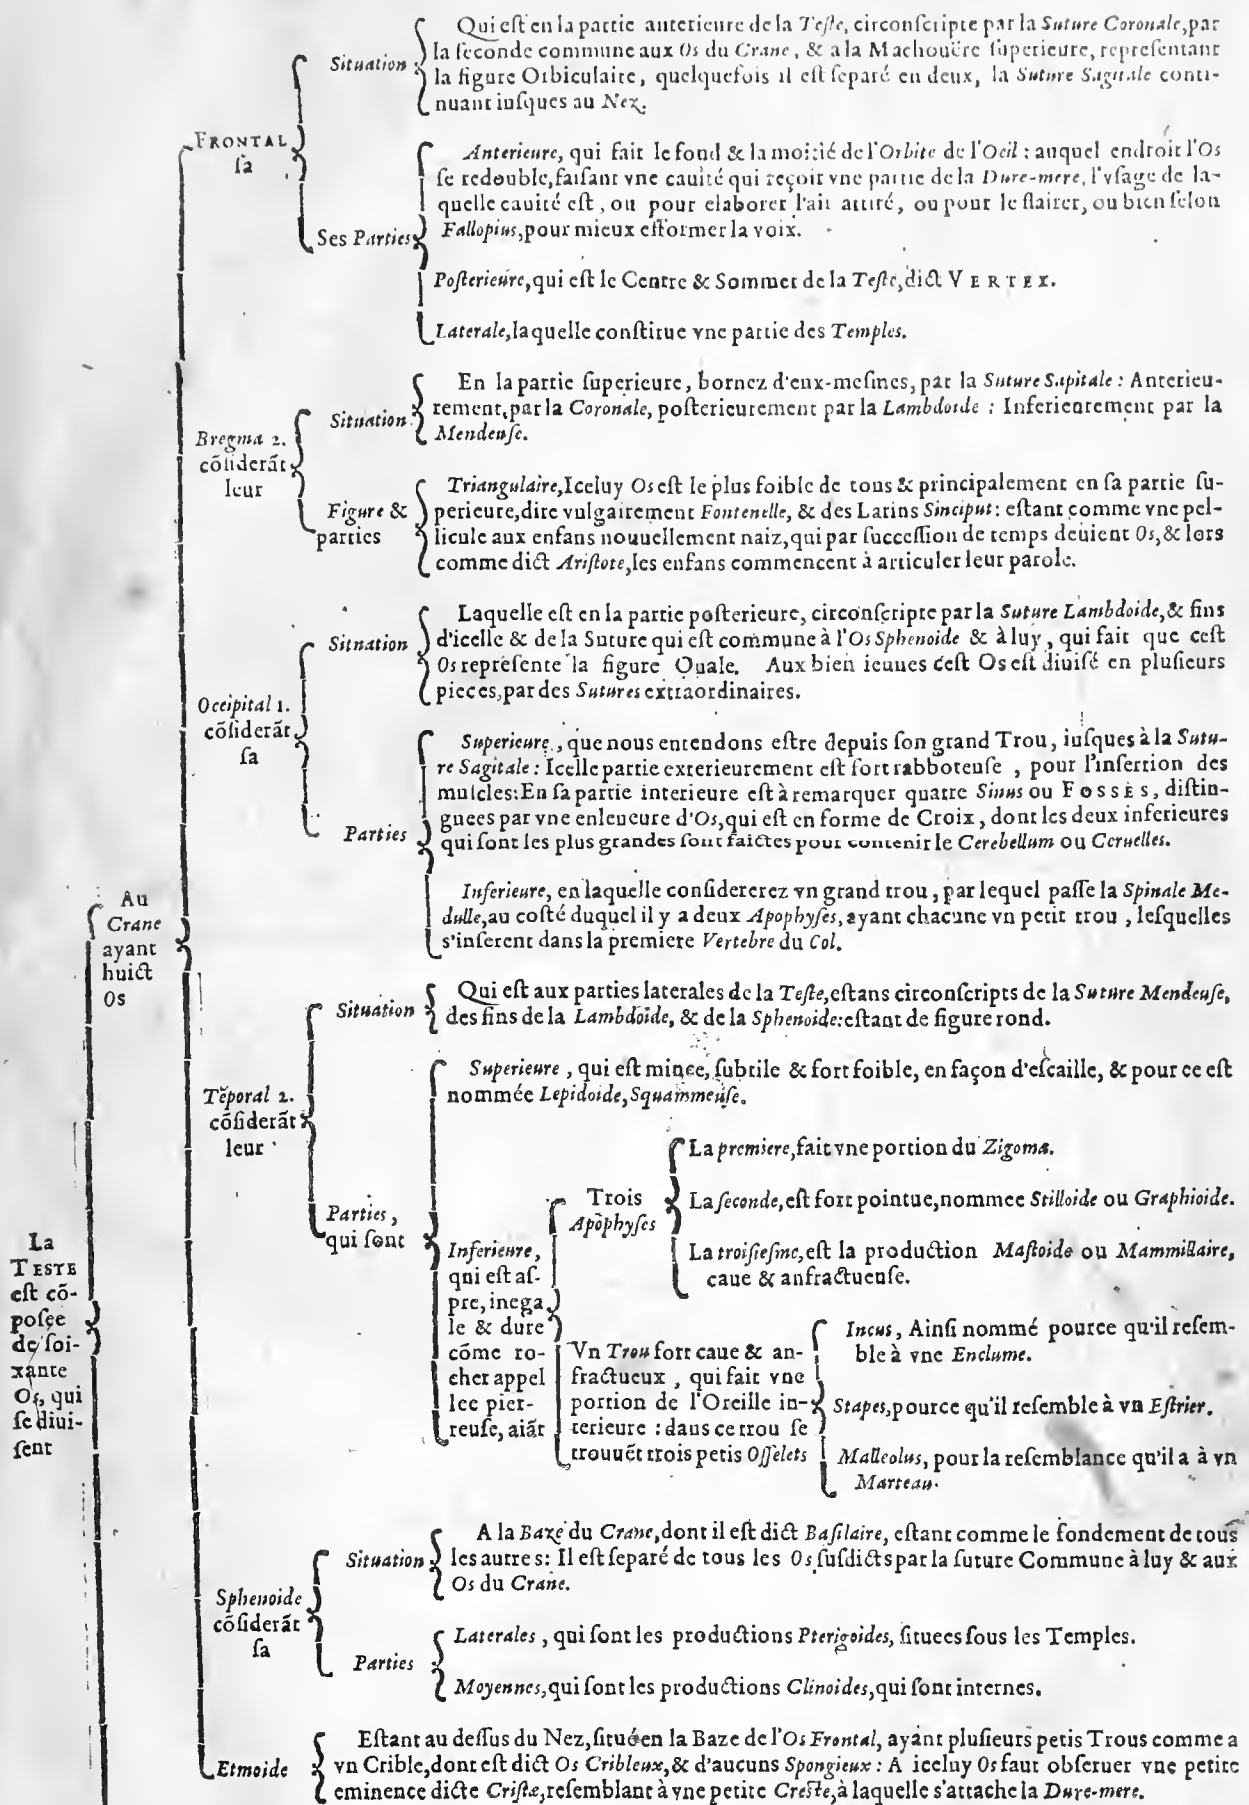 La
TESTE
eſt cõ-
poſée
de ſoi-
xante
Os, qui
ſe diui-
ſent
Au
Crane
ayant
huict
Os
FRONTAL
ſa
Situation
Qui eſt en la partie anterieure de la Teſte, circonſcripte par la Suture Coronale, par
la ſeconde commune aux Os du Crane, & a la Machouëre ſuperieure, repreſentant
la figure Orbiculaire, quelquefois il eſt ſeparé en deux, la Suture Sagitale conti-
nuant iuſques au Nez.
Ses Parties
Anterieure, qui fait le fond & la moitié de l'Orbite de l'Oeil : auquel endroit l'Os
ſe redouble, faiſant vne cauité qui reçoit vne partie de la Dure-mere, l'vſage de la-
quelle cauité eſt, ou pour elaborer l'air attiré, ou pour le flairer, ou bien ſelon
Fallopius, pour mieux efformer la voix.
Poſterieure, qui eſt le Centre & Sommet de la Teſte, dict VERTEX.
Laterale, laquelle conſtitue vne partie des Temples.
Bregma 2.
cõſiderãt
leur
Situation
En la partie ſuperieure, bornez d'eux-meſmes, par la Suture Sapitale : Anterieu-
rement, par la Coronale, poſterieurement par la Lambdoïde : Inferieurement par la
Mendeuſe.
Figure &
parties
Triangulaire, Iceluy Os eſt le plus foible de tous & principalement en ſa partie ſu-
perieure, dite vulgairement Fontenelle, & des Latins Sinciput : eſtant comme vne pel-
licule aux enfans nouuellement naiz, qui par ſucceſſion de temps deuient Os, & lors
comme dict Ariſtote, les enfans commencent à articuler leur parole.
Occipital 1.
cõſiderãt
ſa
Situation
Laquelle eſt en la partie poſterieure, circonſcripte par la Suture Lambdoide, & fins
d'icelle & de la Suture qui eſt commune à l'Os Sphenoide & à luy, qui fait que ceſt
Os repreſente la figure Ouale. Aux bien ieunes ceſt Os eſt diuiſé en pluſieurs
pieces, par des Sutures extraordinaires.
Parties
Superieure, que nous entendons eſtre depuis ſon grand Trou, iuſques à la Sutu-
re Sagitale : Icelle partie exterieurement eſt fort rabboteuſe, pour l'inſertion des
muſcles : En ſa partie interieure eſt à remarquer quatre Sinus ou FOSSES, diſtin-
guees par vne enleueure d'Os, qui eſt en forme de Croix, dont les deux inferieures
qui ſont les plus grandes ſont faictes pour contenir le Cerebellum ou Ceruelles.
Inferieure, en laquelle conſidererez vn grand trou, par lequel paſſe la Spinale Me-
dulle, au coſté duquel il y a deux Apophyſes, ayant chacune vn petit trou, leſquelles
s'inſerent dans la premiere Vertebre du Col.
Tẽporal 2.
cõſiderãt
leur
Situation
Qui eſt aux parties laterales de la Teſte, eſtans circonſcripts de la Suture Mendeuſe,
des fins de la Lambdoide, & de la Sphenoide : eſtant de figure rond.
Parties,
qui ſont
Superieure, qui eſt mince, ſubtile & fort foible, en façon d'eſcaille, & pour ce eſt
nommée Lepidoide, Squammeuſe.
Inferieure,
qui eſt aſ-
pre, inega
le & dure
cõme ro-
cher appel
lee pier-
reuſe, aiãt
Trois
Apophyſes
La premiere, fait vne portion du Zigoma.
La ſeconde, eſt fort pointue, nommee Stilloide ou Graphioide.
La troiſieſme, eſt la production Maſtoide ou Mammillaire,
caue & anfractueuſe.
Vn Trou fort caue & an-
fractueux, qui fait vne
portion de l'Oreille in-
terieure : dans ce trou ſe
trouuẽt trois petis Oſſelets
Incus, Ainſi nommé pource qu'il reſem-
ble à vne Enclume.
Stapes, pource qu'il reſemble à vn Eſtrier.
Malleolus, pour la reſemblance qu'il a à vn
Marteau.
Sphenoide
cõſiderãt
ſa
Situation
A la Baze du Crane, dont il eſt dict Baſilaire, eſtant comme le fondement de tous
les autres : Il eſt ſeparé de tous les Os ſuſdicts par la ſuture Commune à luy & aux
Os du Crane.
Parties
Laterales, qui ſont les productions Pterigoides, ſituees ſous les Temples.
Moyennes, qui ſont les productions Clinoides, qui ſont internes.
Etmoide
Eſtant au deſſus du Nez, ſitué en la Baze de l'Os Frontal, ayant pluſieurs petis Trous comme a
vn Crible, dont eſt dict Os Cribleux, & d'aucuns Spongieux : A iceluy Os faut obſeruer vne petite
eminence dicte Criſtæ, reſemblant à vne petite Creſte, à laquelle s'attache la Dure-mere.